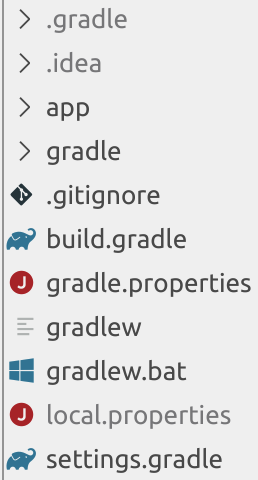 .gradle
.idea
app
gradle
.gitignore
build.gradle
gradle.properties
gradlew
gradlew.bat
local.properties
settings.gradle